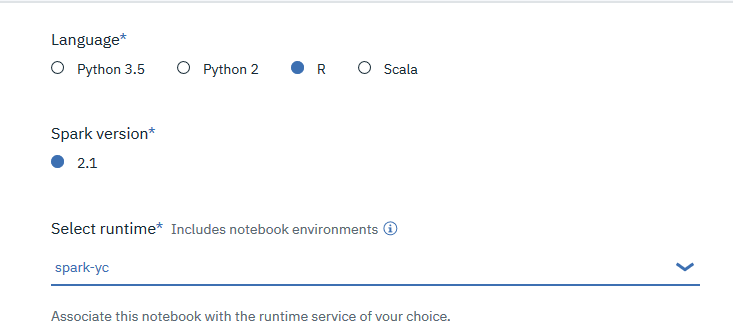 Language*
Python 3.5 Python 2 R Scala
Spark version*
2.1
Select runtime* Includes notebook environments
spark-yc
Associate this notebook with the runtime service of your choice.